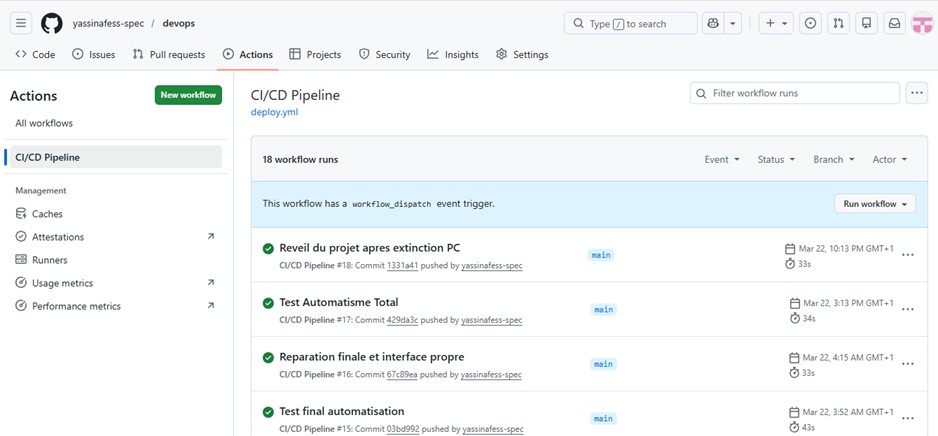 yassinafess-spec / devops
Type / to search
Code Issues Pull requests Actions Projects Security Insights Settings
Actions
New workflow
All workflows
CI/CD Pipeline
Management
Caches
Attestations
Runners
Usage metrics
Performance metrics
CI/CD Pipeline
deploy.yml
Filter workflow runs
18 workflow runs
Event Status Branch Actor
This workflow has a workflow_dispatch event trigger.
Run workflow
Reveil du projet apres extinction PC
CI/CD Pipeline #18: Commit 1331a41 pushed by yassinafess-spec
main
Mar 22, 10:13 PM GMT+1
33s
Test Automatisme Total
CI/CD Pipeline #17: Commit 429da3c pushed by yassinafess-spec
main
Mar 22, 3:13 PM GMT+1
34s
Reparation finale et interface propre
CI/CD Pipeline #16: Commit 67c89ea pushed by yassinafess-spec
main
Mar 22, 4:15 AM GMT+1
33s
Test final automatisation
CI/CD Pipeline #15: Commit 03bd992 pushed by yassinafess-spec
main
Mar 22, 3:52 AM GMT+1
43s